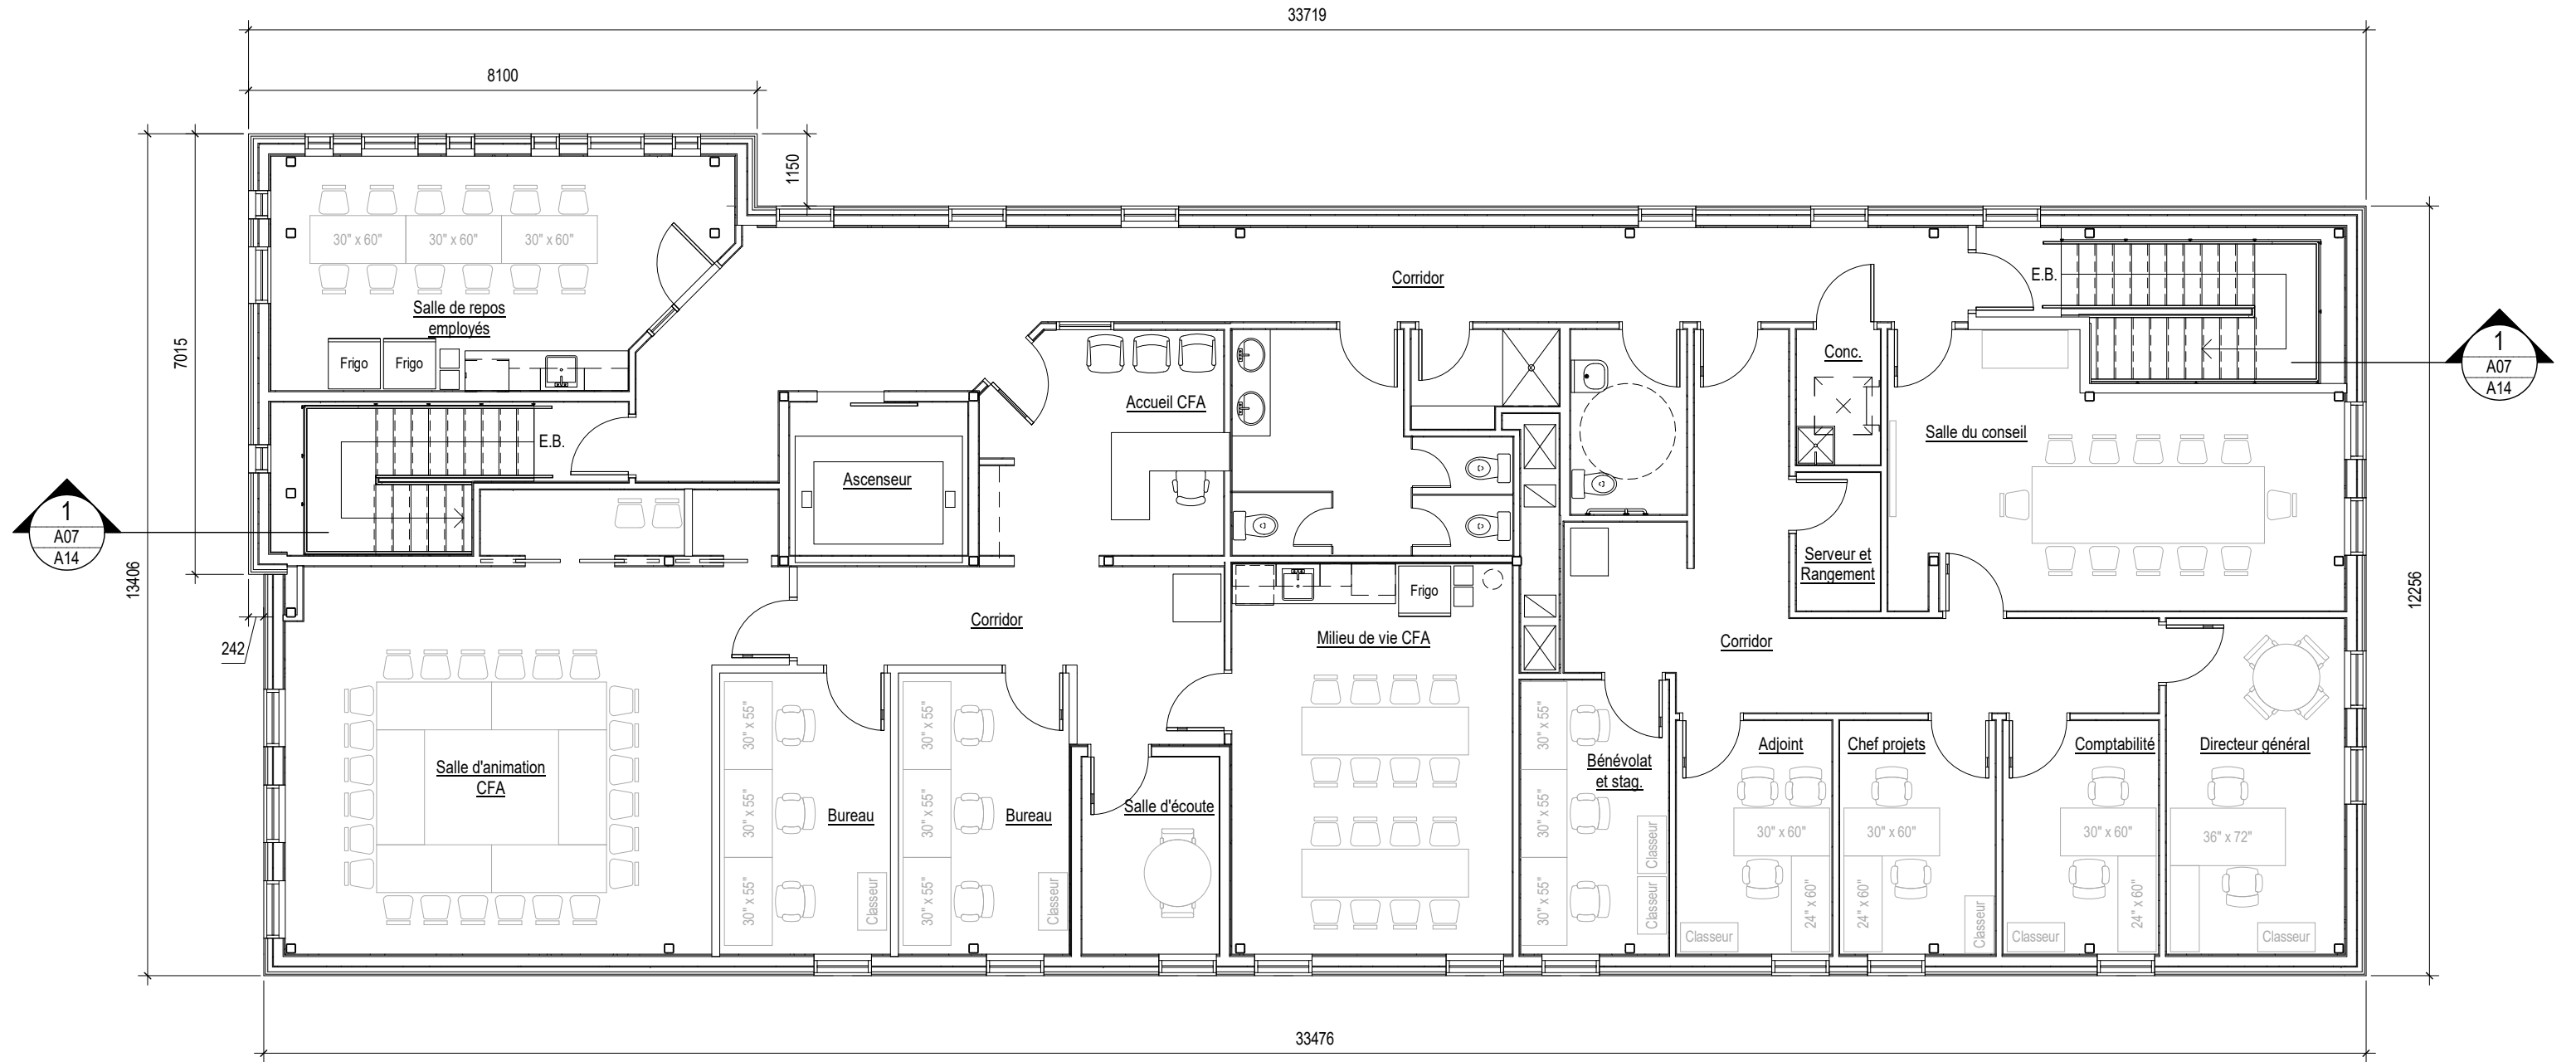 33719
8100
1150
30" x 60"
30" x 60"
30" x 60"
Salle de repos
employés
Frigo
Frigo
7015
13406
242
E.B.
Corridor
E.B.
1
A07
A14
1
A07
A14
Conc.
Accueil CFA
Ascenseur
Salle du conseil
Serveur et
Rangement
12256
Corridor
Frigo
Milieu de vie CFA
Corridor
Salle d'animation
CFA
30" x 55"
30" x 55"
30" x 55"
Bureau
Classeur
30" x 55"
30" x 55"
30" x 55"
Bureau
Classeur
Salle d'écoute
30" x 55"
30" x 55"
30" x 55"
Bénévolat
et stag.
Classeur
Classeur
Adjoint
30" x 60"
24" x 60"
Classeur
Chef projets
30" x 60"
24" x 60"
Classeur
Comptabilité
30" x 60"
24" x 60"
Classeur
Directeur général
36" x 72"
Classeur
33476